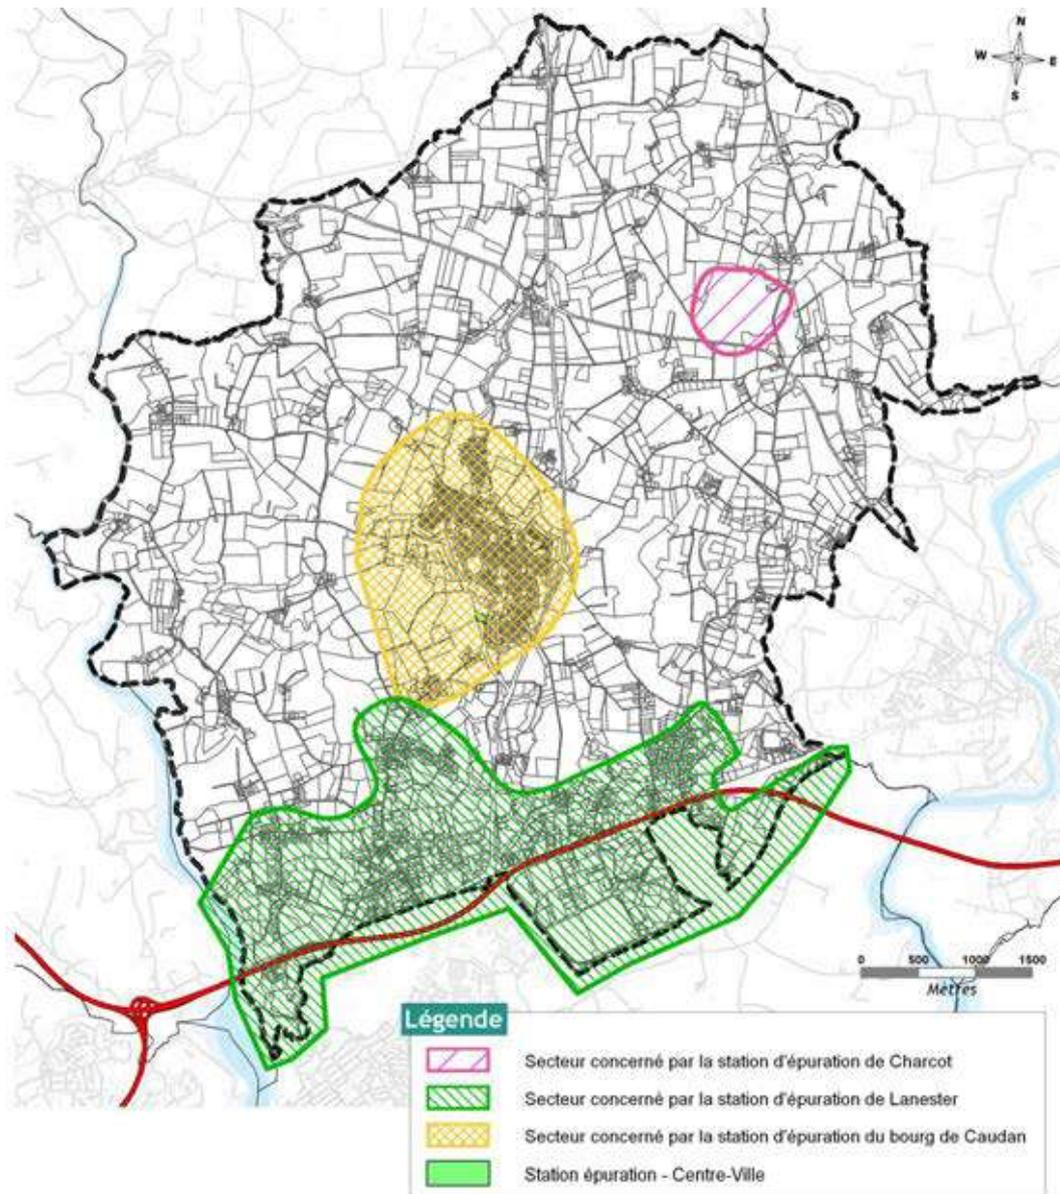 N
W E
S
0 500 1000 1500
Mètres
Légende
Secteur concerné par la station d'épuration de Charcot
Secteur concerné par la station d'épuration de Lanester
Secteur concerné par la station d'épuration du bourg de Caudan
Station épuration - Centre-Ville